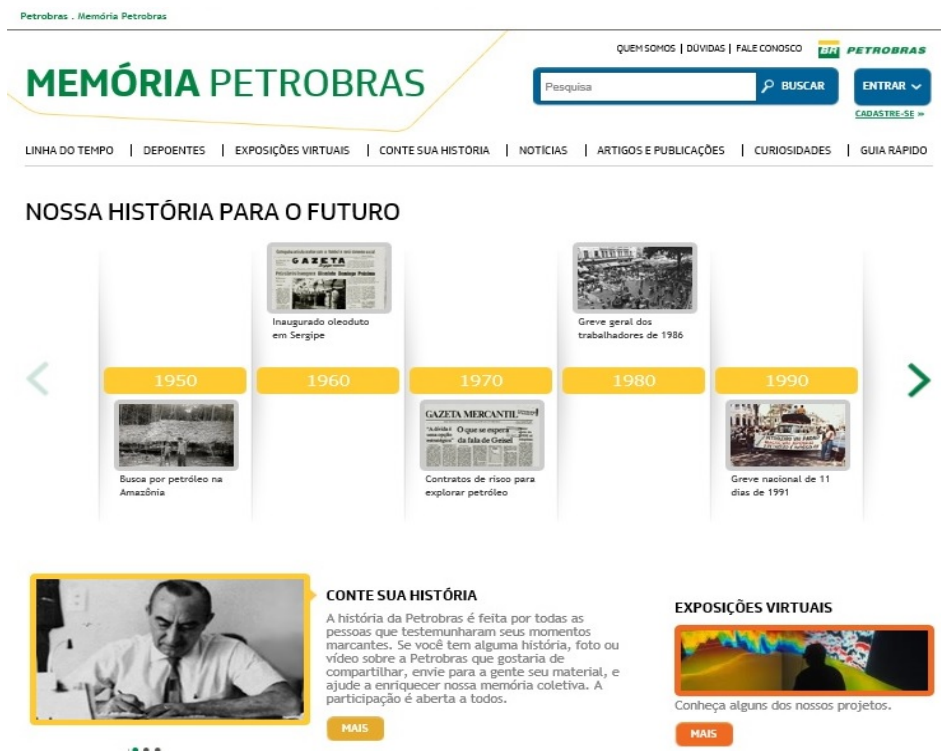 Petrobras . Memória Petrobras
QUEM SOMOS | DÚVIDAS | FALE CONOSCO
BR PETROBRAS
MEMÓRIA PETROBRAS
Pesquisa
BUSCAR
ENTRAR
CADASTRE-SE »
LINHA DO TEMPO | DEPOENTES | EXPOSIÇÕES VIRTUAIS | CONTE SUA HISTÓRIA | NOTÍCIAS | ARTIGOS E PUBLICAÇÕES | CURIOSIDADES | GUIA RÁPIDO
NOSSA HISTÓRIA PARA O FUTURO
GAZETA
Inaugurado oleoduto
em Sergipe
Greve geral dos
trabalhadores de 1986
1950
1960
1970
1980
1990
Busca por petróleo na
Amazônia
GAZETA MERCANTIL
O que se espera
da fala de Geisel
Contratos de risco para
explorar petróleo
Greve nacional de 11
dias de 1991
CONTE SUA HISTÓRIA
A história da Petrobras é feita por todas as
pessoas que testemunharam seus momentos
marcantes. Se você tem alguma história, foto ou
vídeo sobre a Petrobras que gostaria de
compartilhar, envie para a gente seu material, e
ajude a enriquecer nossa memória coletiva. A
participação é aberta a todos.
MAIS
EXPOSIÇÕES VIRTUAIS
Conheça alguns dos nossos projetos.
MAIS